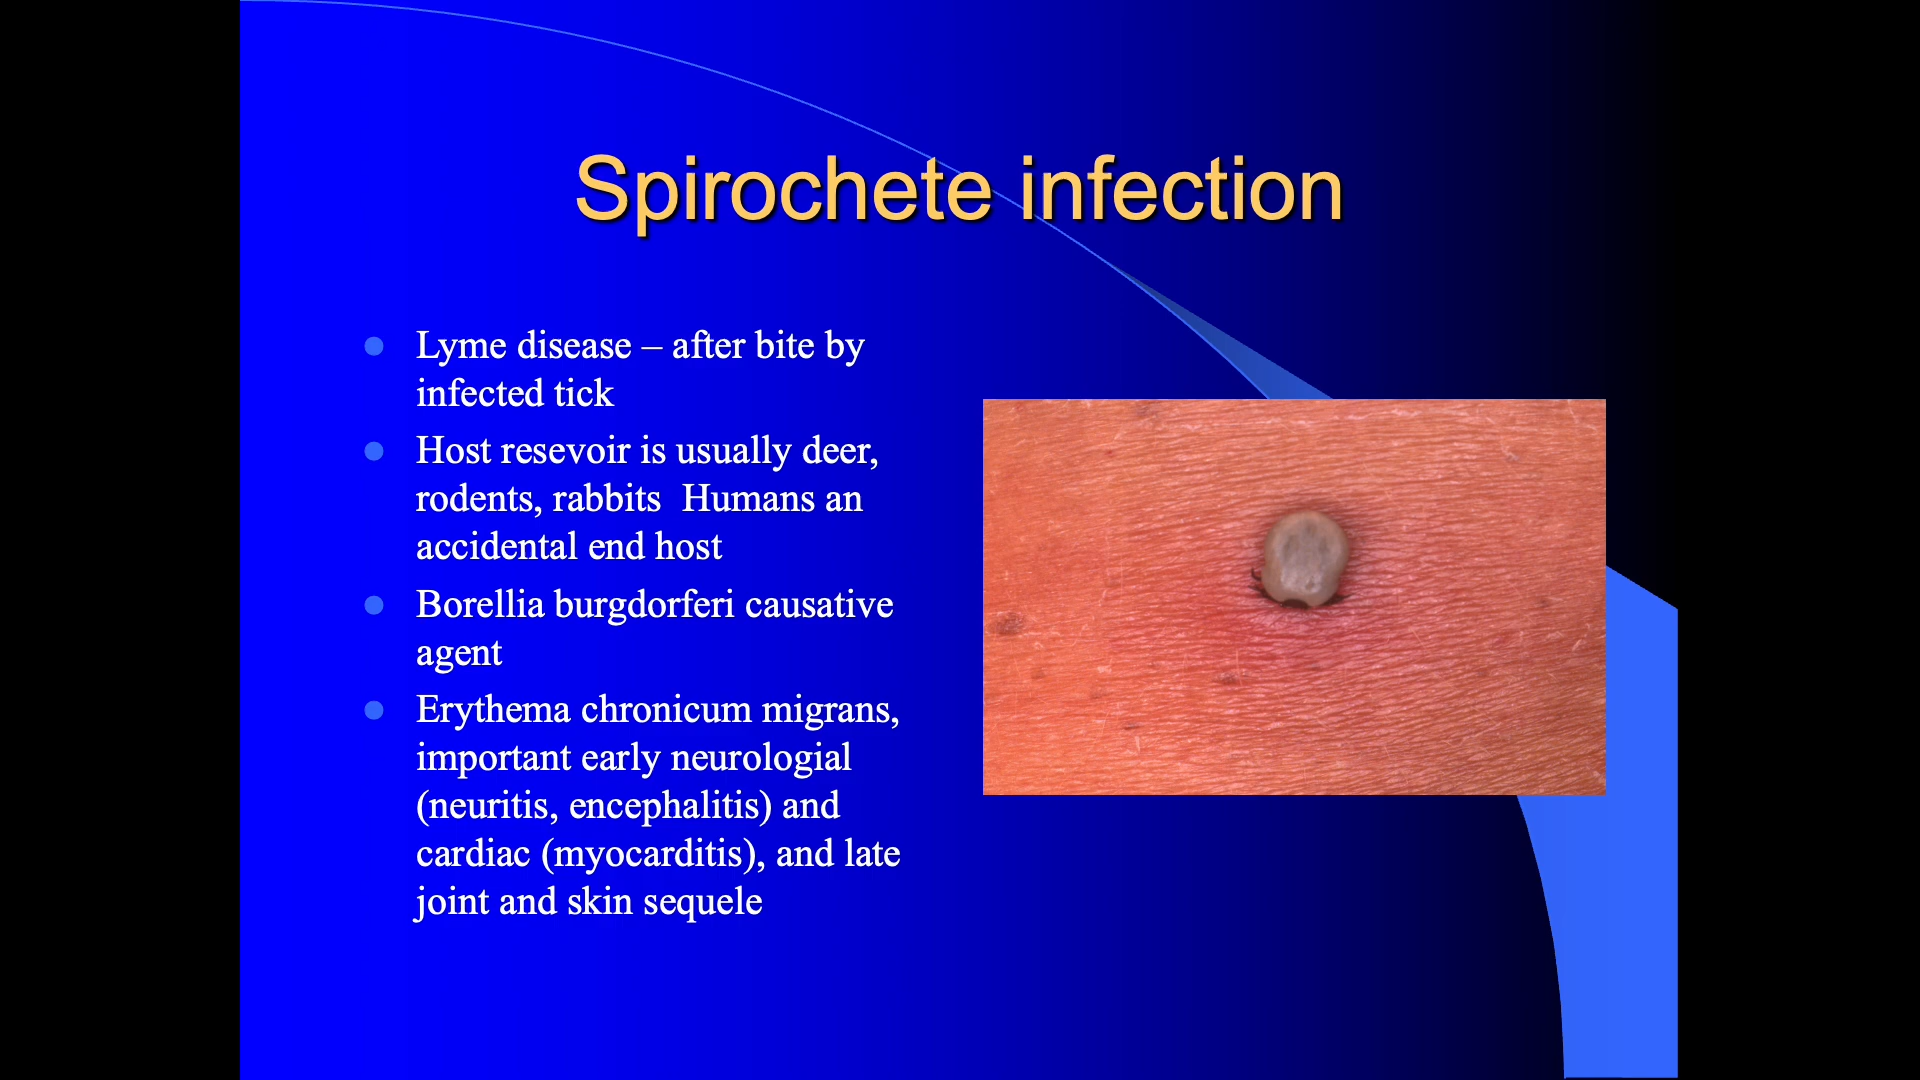 Spirochete infection
Lyme disease – after bite by
infected tick
Host resevoir is usually deer,
rodents, rabbits  Humans an
accidental end host
Borellia burgdorferi causative
agent
Erythema chronicum migrans,
important early neurologial
(neuritis, encephalitis) and
cardiac (myocarditis), and late
joint and skin sequele